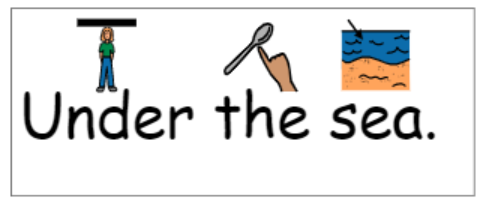 Under the sea.